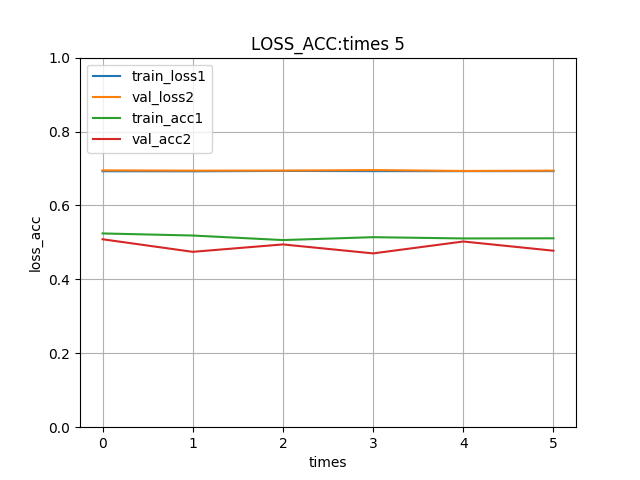 LOSS_ACC:times 5
1.0
0.8
0.6
0.4
0.2
0.0
loss_acc
train_loss1
val_loss2
train_acc1
val_acc2
0 1 2 3 4 5
times